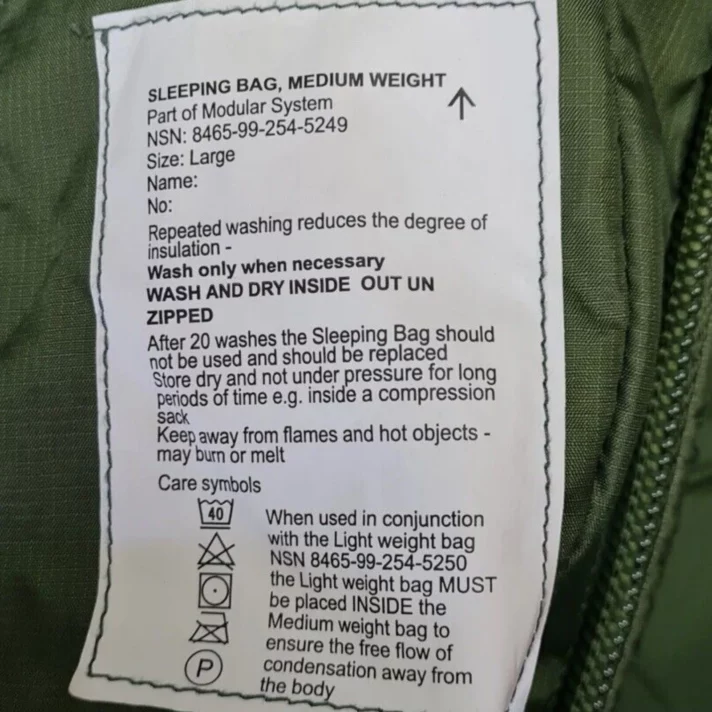 SLEEPING BAG, MEDIUM WEIGHT
Part of Modular System
NSN: 8465-99-254-5249
Size: Large
Name:
No:
Repeated washing reduces the degree of
insulation -
Wash only when necessary
WASH AND DRY INSIDE OUT UN
ZIPPED
After 20 washes the Sleeping Bag should
not be used and should be replaced
Store dry and not under pressure for long
periods of time e.g. inside a compression
sack
Keep away from flames and hot objects -
may burn or melt
Care symbols
40
P
When used in conjunction
with the Light weight bag
NSN 8465-99-254-5250
the Light weight bag MUST
be placed INSIDE the
Medium weight bag to
ensure the free flow of
condensation away from
the body